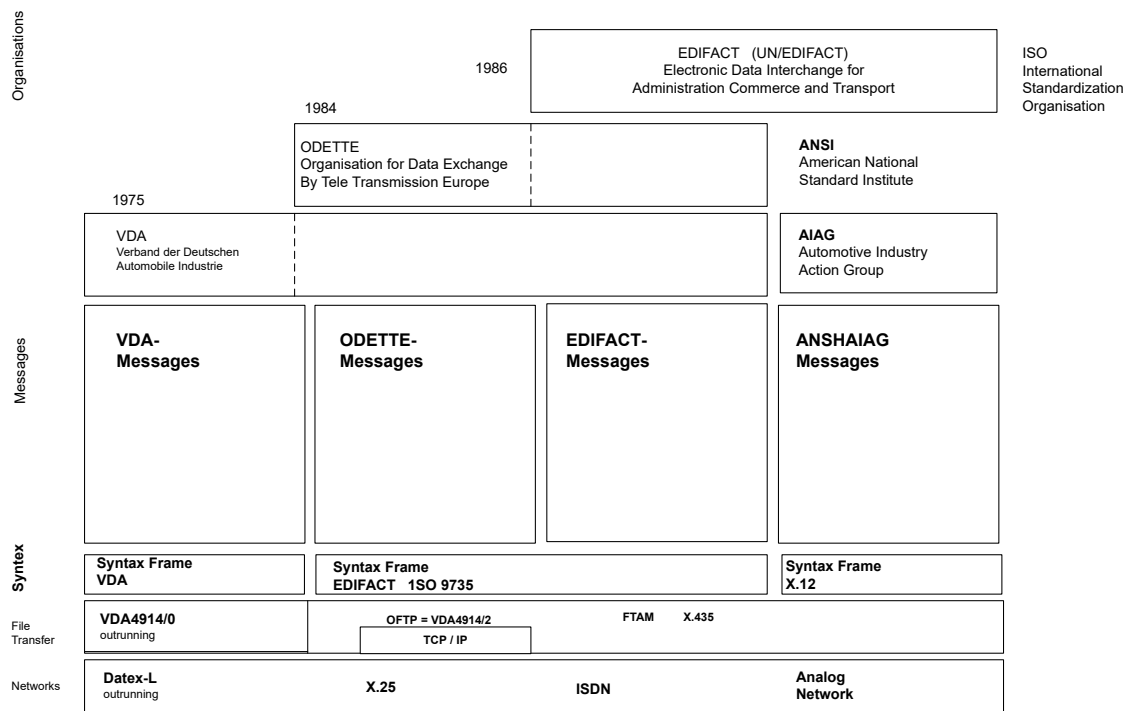 Organisations
1986
EDIFACT (UN/EDIFACT)
Electronic Data Interchange for
Administration Commerce and Transport
ISO
International
Standardization
Organisation
1984
ODETTE
Organisation for Data Exchange
By Tele Transmission Europe
ANSI
American National
Standard Institute
1975
VDA
Verband der Deutschen
Automobile Industrie
AIAG
Automotive Industry
Action Group
Messages
VDA-
Messages
ODETTE-
Messages
EDIFACT-
Messages
ANSHAIAG
Messages
Syntex
Syntax Frame
VDA
Syntax Frame
EDIFACT 1SO 9735
Syntax Frame
X.12
File
Transfer
VDA4914/0
outrunning
OFTP = VDA4914/2
TCP / IP
FTAM X.435
Networks
Datex-L
outrunning
X.25
ISDN
Analog
Network